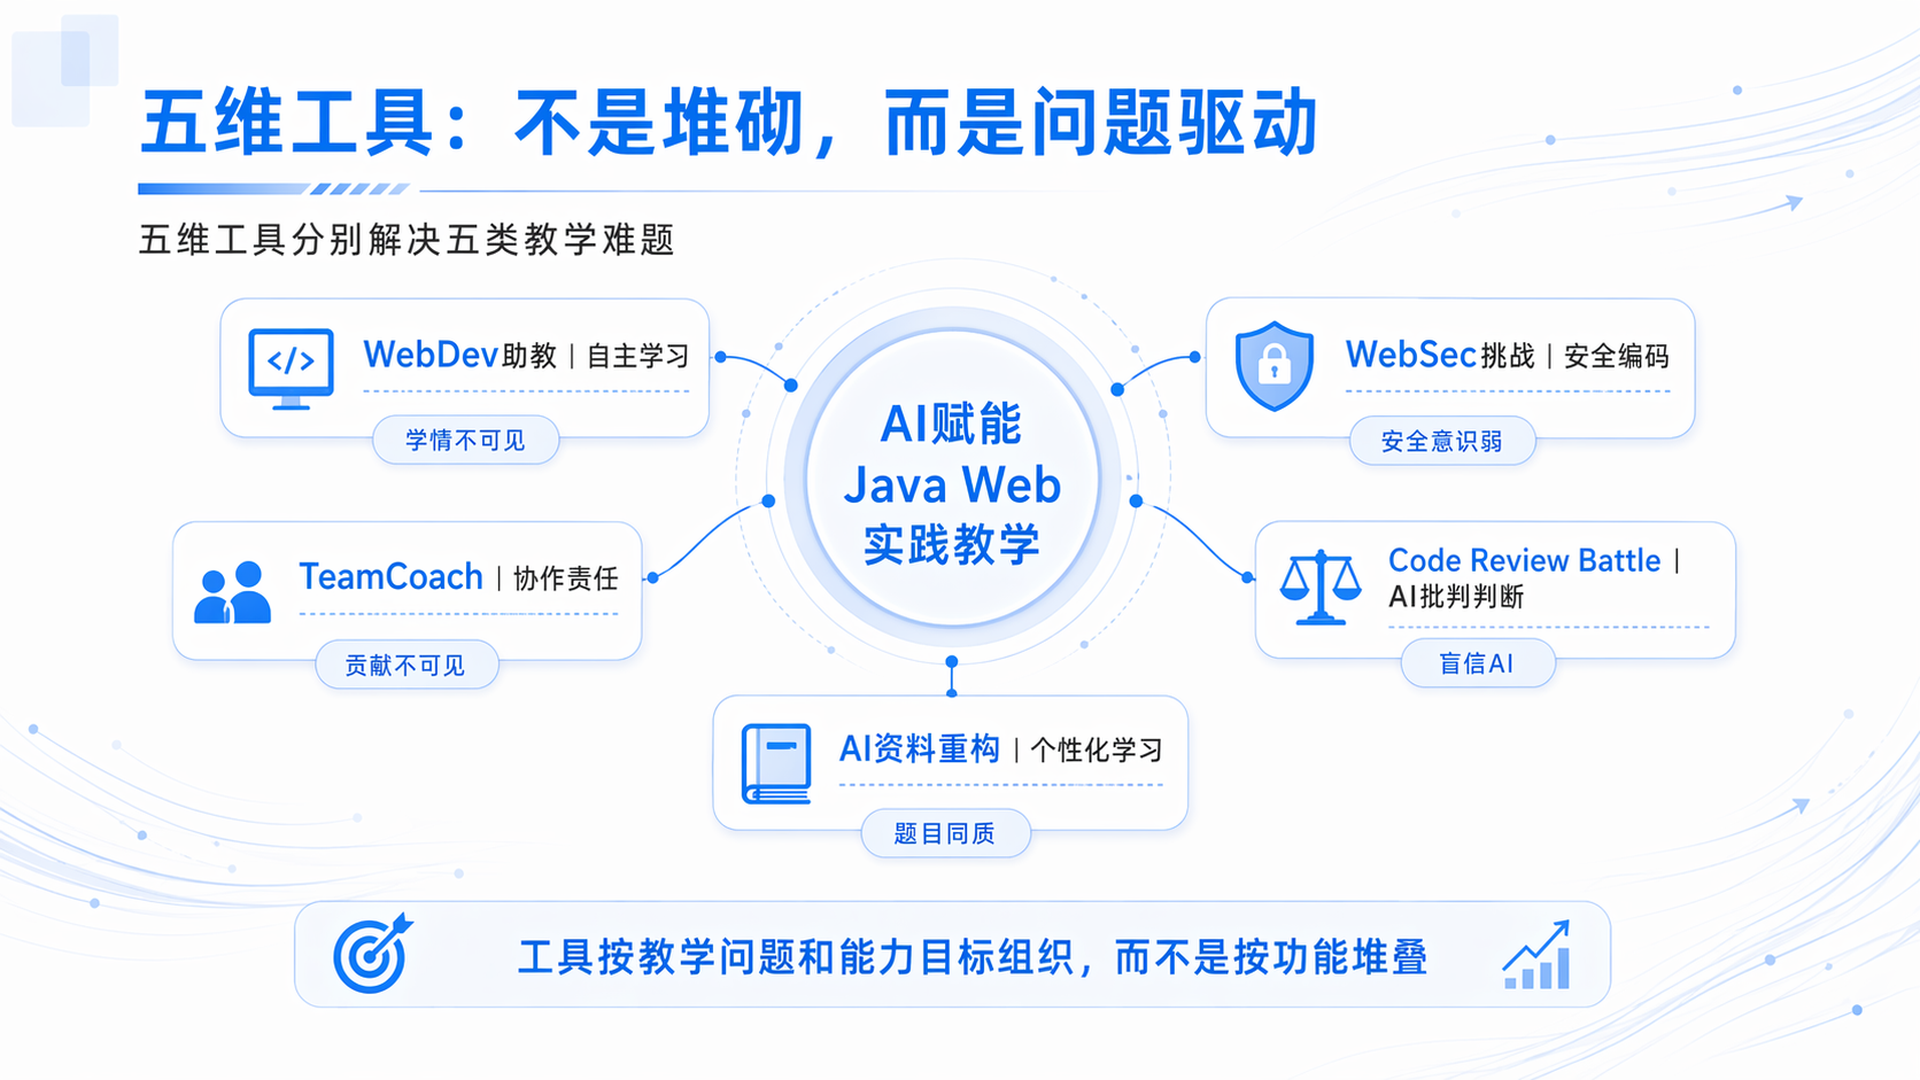 五维工具：不是堆砌，而是问题驱动
五维工具分别解决五类教学难题
</>
WebDev助教｜自主学习
学情不可见
WebSec挑战｜安全编码
安全意识弱
AI赋能
Java Web
实践教学
TeamCoach｜协作责任
贡献不可见
Code Review Battle｜
AI批判判断
盲信AI
AI资料重构｜个性化学习
题目同质
工具按教学问题和能力目标组织，而不是按功能堆叠